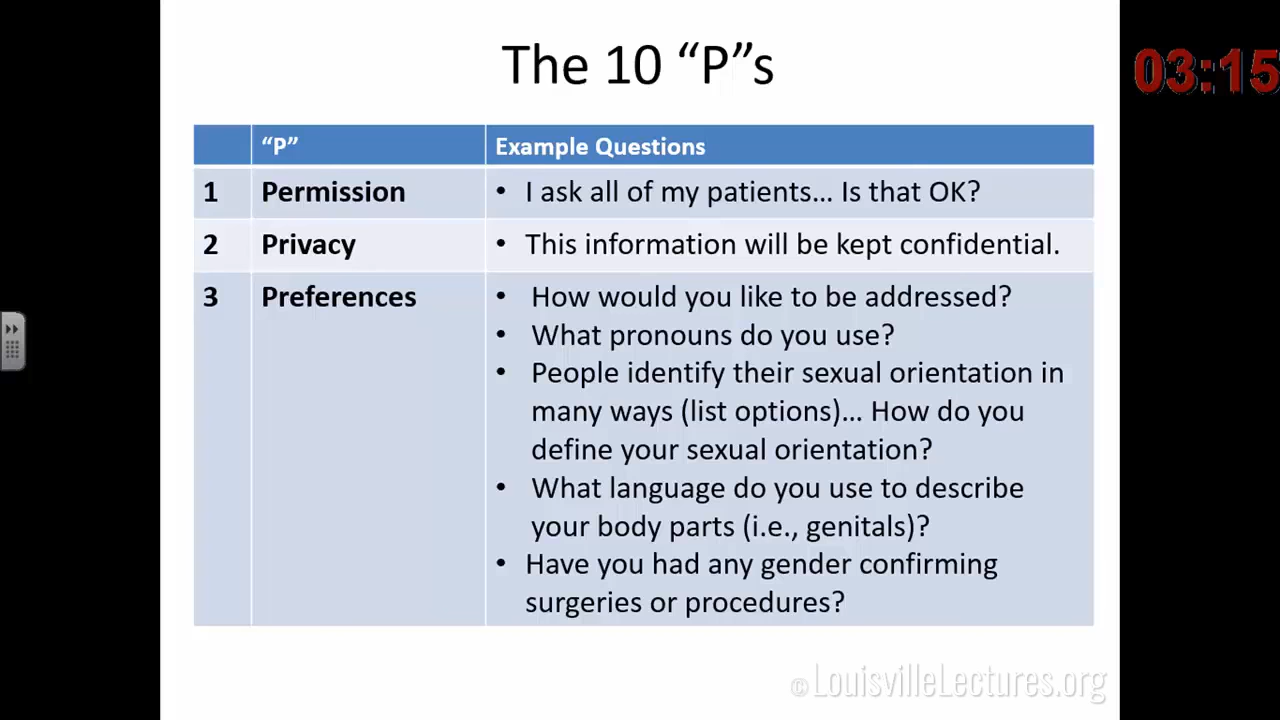 The 10 “P”s
03:15
“P” Example Questions
1 Permission • I ask all of my patients... Is that OK?
2 Privacy • This information will be kept confidential.
3 Preferences • How would you like to be addressed?
• What pronouns do you use?
• People identify their sexual orientation in
many ways (list options)... How do you
define your sexual orientation?
• What language do you use to describe
your body parts (i.e., genitals)?
• Have you had any gender confirming
surgeries or procedures?
©LouisvilleLectures.org